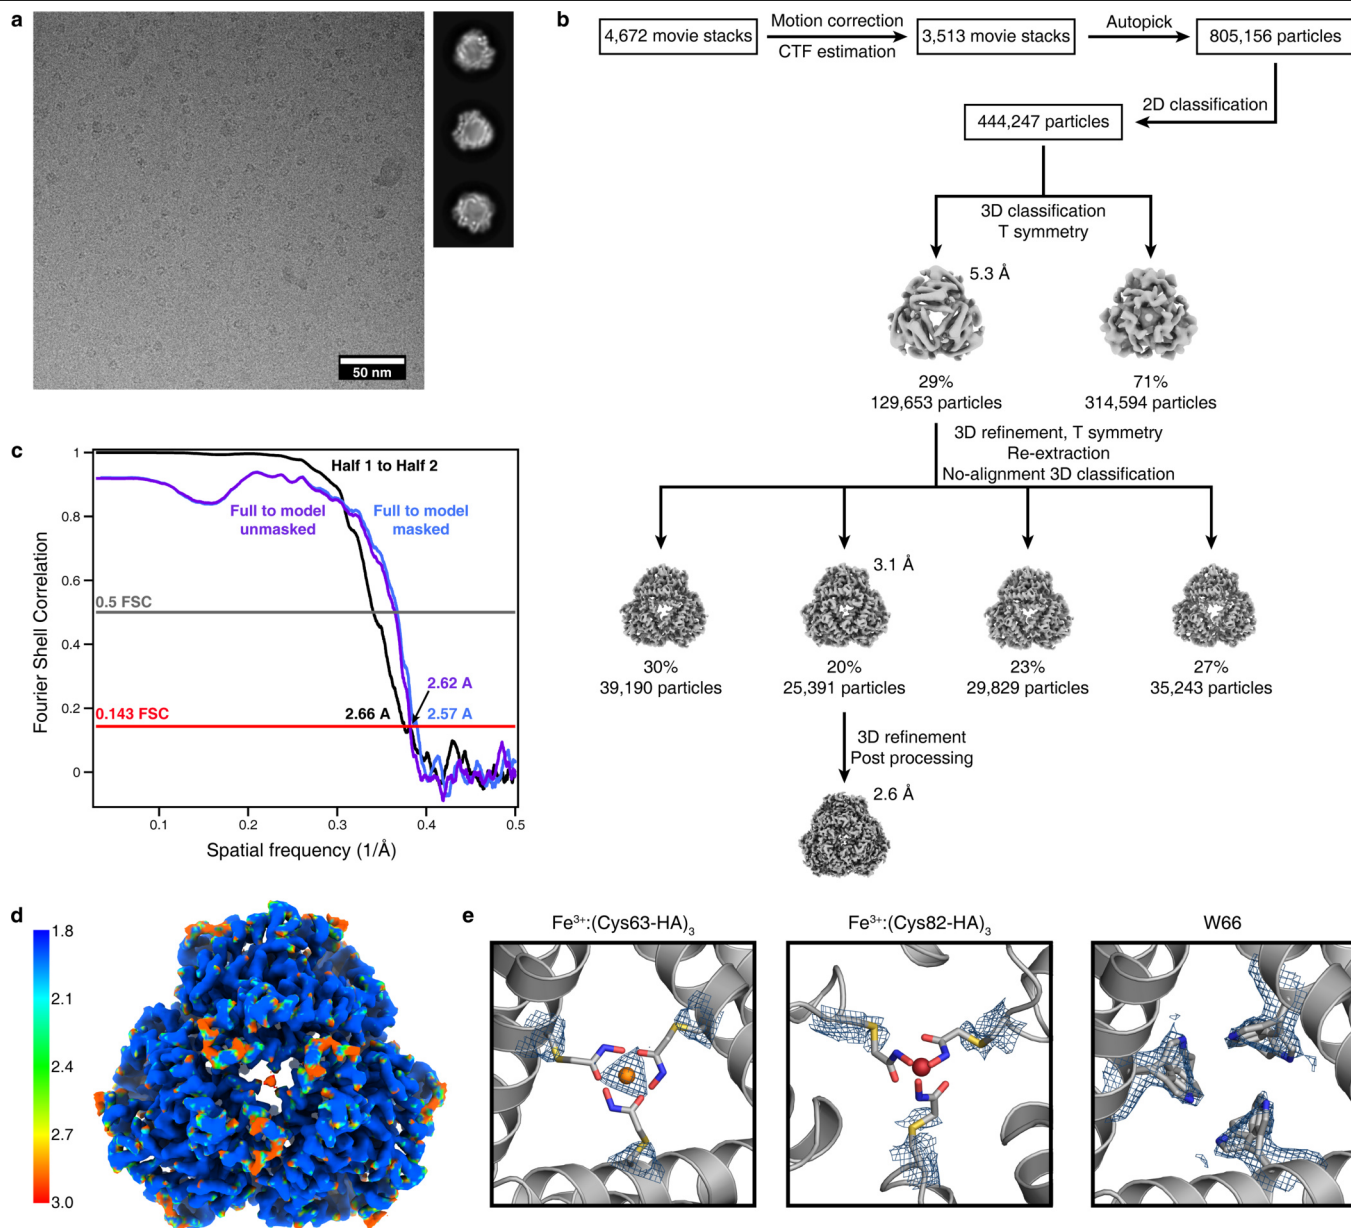 a
50 nm
b
4,672 movie stacks
Motion correction
CTF estimation
3,513 movie stacks
Autopick
805,156 particles
2D classification
444,247 particles
3D classification
T symmetry
5.3 Å
29%
129,653 particles
71%
314,594 particles
3D refinement, T symmetry
Re-extraction
No-alignment 3D classification
3.1 Å
30%
39,190 particles
20%
25,391 particles
23%
29,829 particles
27%
35,243 particles
3D refinement
Post processing
2.6 Å
c
Fourier Shell Correlation
1
0.8
0.6
0.4
0.2
0
Half 1 to Half 2
Full to model
unmasked
Full to model
masked
0.5 FSC
0.143 FSC
2.66 A
2.62 A
2.57 A
0.1
0.2
0.3
0.4
0.5
Spatial frequency (1/Å)
d
1.8
2.1
2.4
2.7
3.0
e
Fe³⁺:(Cys63-HA)₃
Fe³⁺:(Cys82-HA)₃
W66